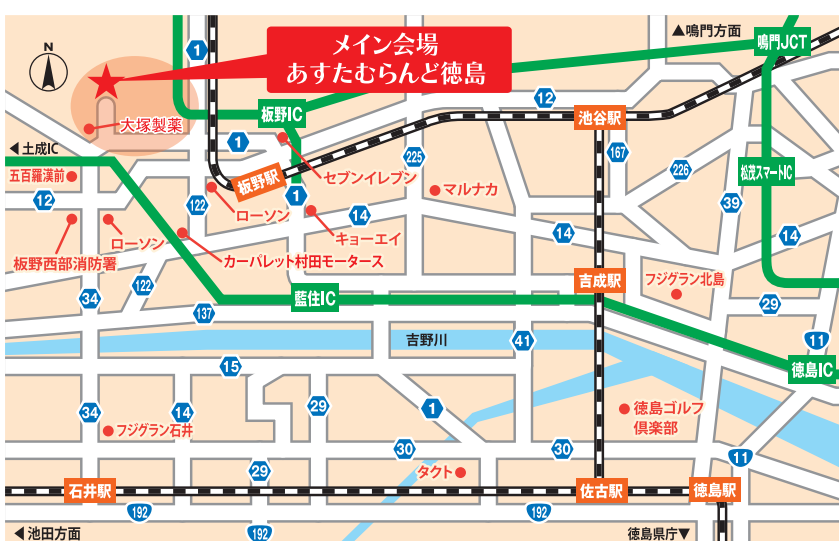 N
メイン会場
あすたむらんど徳島
▲鳴門方面
鳴門JCT
1
12
大塚製薬
板野IC
池谷駅
◀土成IC
1
225
167
五百羅漢前
板野駅
セブンイレブン
226
松茂スマートIC
12
122
ローソン
1
マルナカ
39
ローソン
14
キョーエイ
14
14
板野西部消防署
カーパレット村田モータース
122
34
吉成駅
フジグラン北島
藍住IC
29
137
吉野川
41
11
15
徳島IC
34
14
29
1
徳島ゴルフ
倶楽部
フジグラン石井
30
30
11
29
タクト
石井駅
佐古駅
徳島駅
192
192
192
◀池田方面
徳島県庁▼